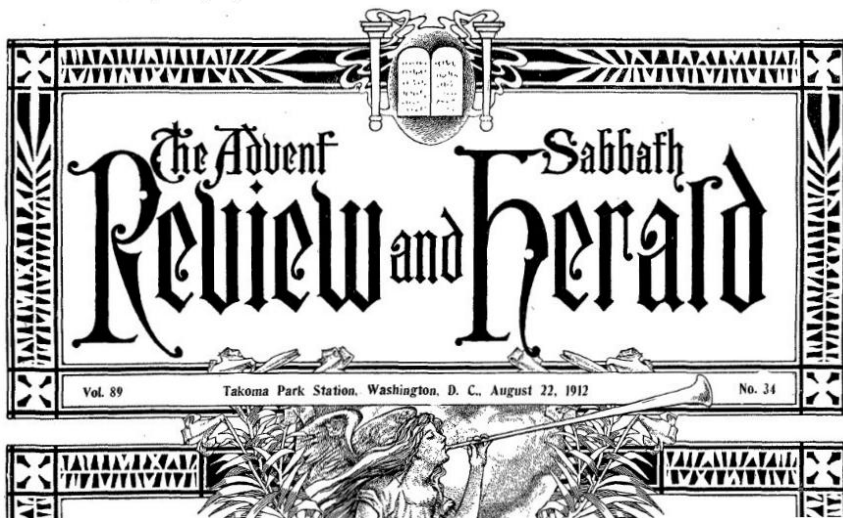 The Advent Sabbath
Review and Herald
Vol. 89 Takoma Park Station, Washington, D. C., August 22, 1912 No. 34